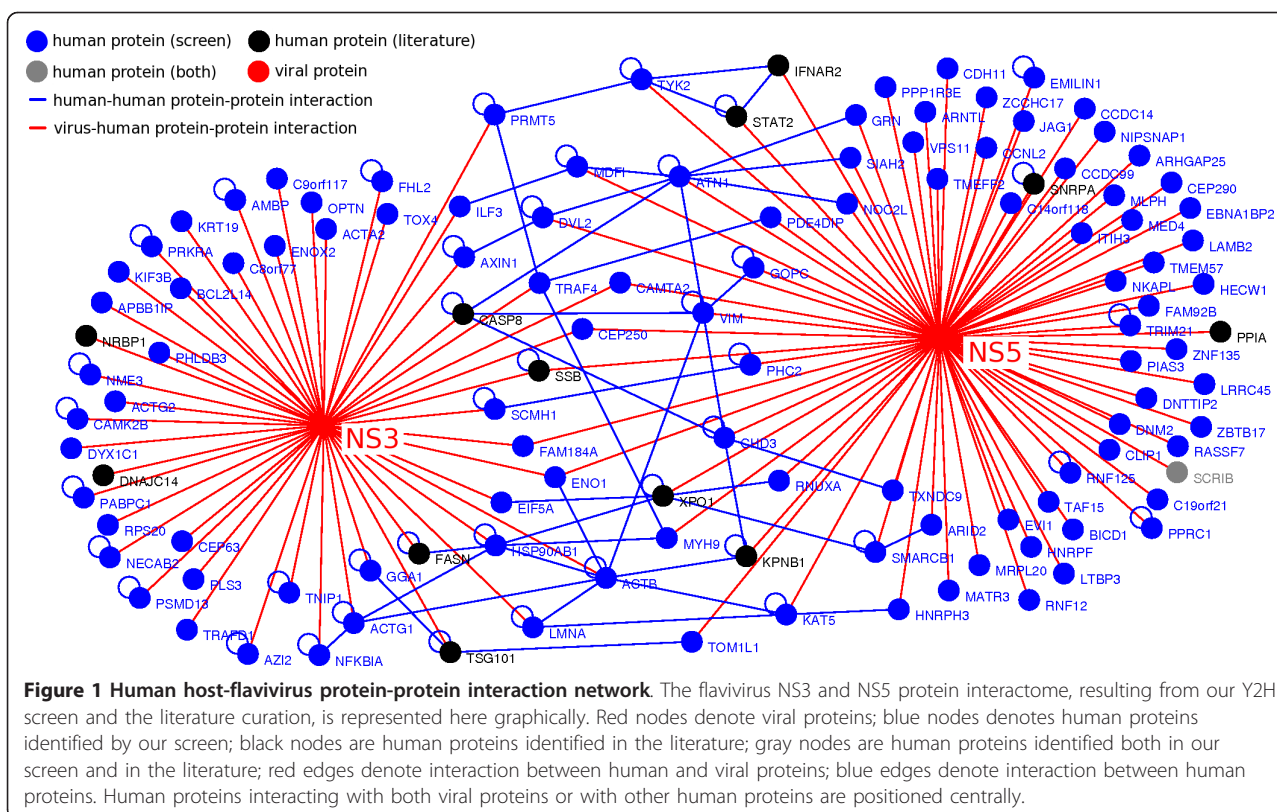 human protein (screen)
human protein (literature)
human protein (both)
viral protein
human-human protein-protein interaction
virus-human protein-protein interaction
IFNAR2
TYK2
CDH11
EMILIN1
PPP1R3E
ZCCHC17
CCDC14
PRMT5
STAT2
GRN
ARNTL
JAG1
NIPSNAP1
VPS11
CCNL2
ARHGAP25
C9orf117
FHL2
MDFI
ATN1
SIAH2
TMEFF2
CCDC99
SNRPA
CEP290
AMBP
OPTN
MLPH
KRT19
ACTA2
TOX4
ILF3
DVL2
PDE4DIP
NOC2L
C14orf118
MED4
EBNA1BP2
PRKRA
ENOX2
ITIH3
LAMB2
KIF3B
C8orf77
AXIN1
GOPC
TMEM57
BCL2L14
TRAF4
CAMTA2
NKAPL
HECW1
APBB1IP
CASP8
VIM
FAM92B
NRBP1
CEP250
TRIM21
PPIA
PHLDB3
NS5
ZNF135
NME3
SSB
PHC2
PIAS3
ACTG2
SCMH1
LRRC45
CAMK2B
DNTTIP2
NS3
CHD3
DNM2
ZBTB17
DYX1C1
FAM184A
CLIP1
RASSF7
DNAJC14
ENO1
RNUXA
RNF125
SCRIB
PABPC1
EIF5A
XPO1
TXNDC9
TAF15
C19orf21
RPS20
EVI1
BICD1
PPRC1
CEP63
HSP90AB1
MYH9
ARID2
HNRPF
NECAB2
FASN
KPNB1
SMARCB1
PLS3
GGA1
ACTB
MRPL20
LTBP3
PSMD13
TNIP1
MATR3
RNF12
TRAFD1
ACTG1
LMNA
KAT5
HNRPH3
AZI2
NFKBIA
TSG101
TOM1L1
Figure 1 Human host-flavivirus protein-protein interaction network. The flavivirus NS3 and NS5 protein interactome, resulting from our Y2H
screen and the literature curation, is represented here graphically. Red nodes denote viral proteins; blue nodes denotes human proteins
identified by our screen; black nodes are human proteins identified in the literature; gray nodes are human proteins identified both in our
screen and in the literature; red edges denote interaction between human and viral proteins; blue edges denote interaction between human
proteins. Human proteins interacting with both viral proteins or with other human proteins are positioned centrally.